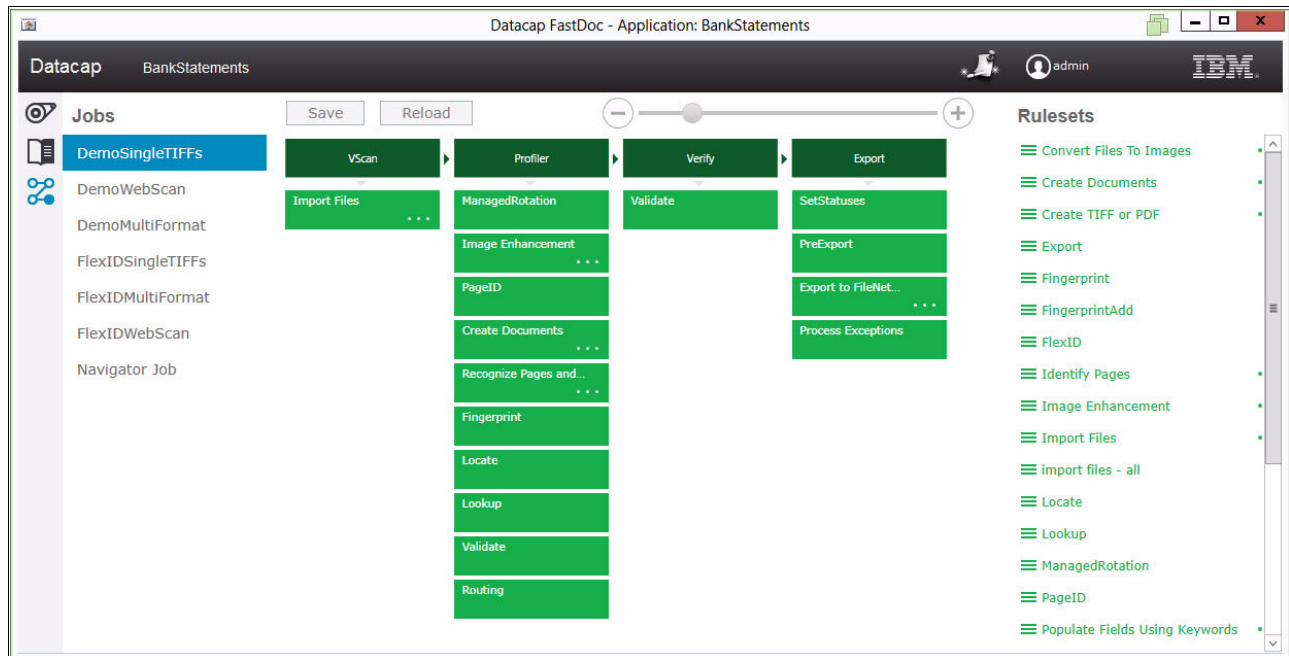 Datacap FastDoc - Application: BankStatements
Datacap BankStatements admin IBM
Jobs
DemoSingleTIFFs
DemoWebScan
DemoMultiFormat
FlexIDSingleTIFFs
FlexIDMultiFormat
FlexIDWebScan
Navigator Job
Save Reload
VScan Profiler Verify Export
Import Files
...
ManagedRotation
Image Enhancement
...
PageID
Create Documents
...
Recognize Pages and...
...
Fingerprint
Locate
Lookup
Validate
Routing
Validate
SetStatuses
PreExport
Export to FileNet...
...
Process Exceptions
Rulesets
Convert Files To Images
Create Documents
Create TIFF or PDF
Export
Fingerprint
FingerprintAdd
FlexID
Identify Pages
Image Enhancement
Import Files
import files - all
Locate
Lookup
ManagedRotation
PageID
Populate Fields Using Keywords